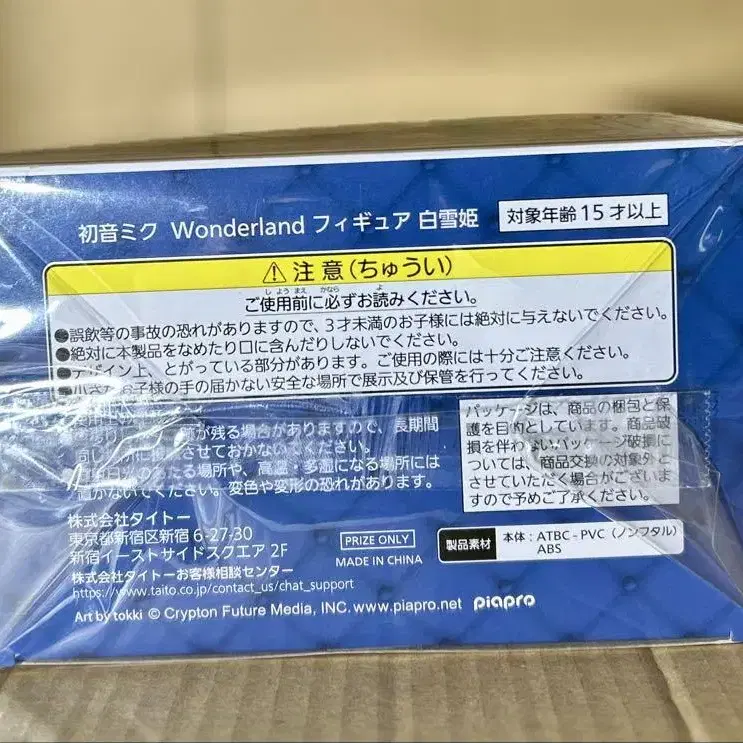 初音ミク Wonderland フィギュア 白雪姫
対象年齢15才以上
⚠注意(ちゅうい)
ご使用前に必ずお読みください。
●誤飲等の事故の恐れがありますので、3才未満のお子様には絶対に与えないでください。
●絶対に本製品をなめたり口に含んだりしないでください。
●デザイン上、とがっている部分があります。ご使用の際には十分ご注意ください。
●小さなお子様の手の届かない安全な場所で展示及び保管を行ってください。
が残る場合がありますので、長期間
かないでください。
たる場所や、高温・多湿になる場所には
置かないでください。変色や変形の恐れがあります。
パッケージは、商品の梱包と保
護を目的としています。商品破
損を伴わないパッケージ破損に
ついては、商品交換の対象外と
させていただく場合がございま
すので予めご了承ください。
株式会社タイトー
東京都新宿区新宿 6-27-30
新宿イーストサイドスクエア 2F
株式会社タイトーお客様相談センター
https://www.taito.co.jp/contact_us/chat_support
PRIZE ONLY
MADE IN CHINA
製品素材
本体:ATBC-PVC(ノンフタル)
ABS
Art by tokki © Crypton Future Media, INC. www.piapro.net piapro